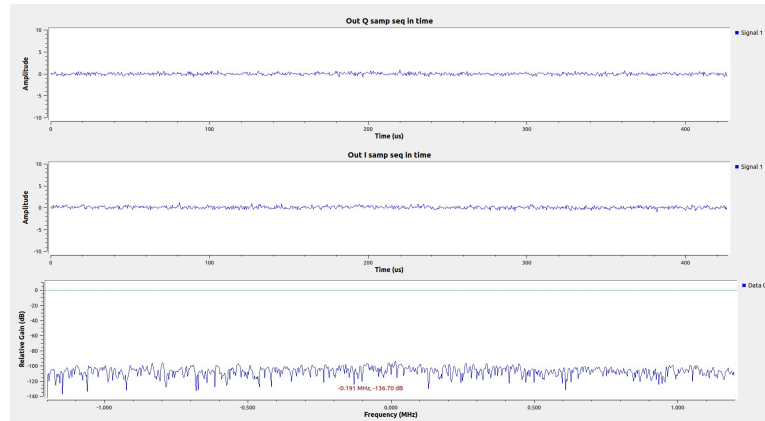 Out Q samp seq in time
10
5
0
-5
-10
Amplitude
Signal 1
0 100 200 300 400
Time (us)
Out I samp seq in time
10
5
0
-5
-10
Amplitude
Signal 1
0 100 200 300 400
Time (us)
0
-20
-40
-60
-80
-100
-120
-140
Relative Gain (dB)
Data 0
-0.191 MHz, -136.70 dB
-1.000 -0.500 0.000 0.500 1.000
Frequency (MHz)